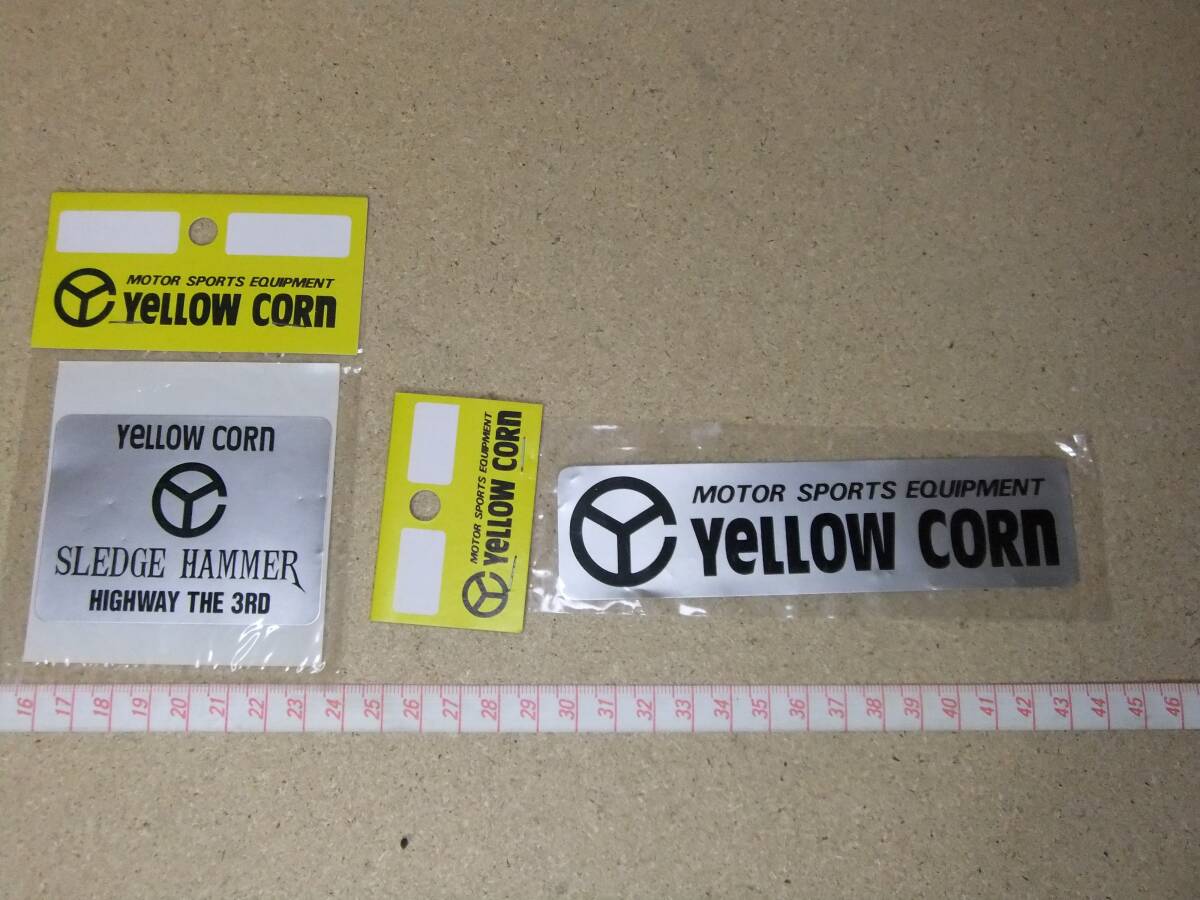 MOTOR SPORTS EQUIPMENT
YeLLOW CORn
YeLLOW CORn
SLEDGE HAMMER
HIGHWAY THE 3RD
MOTOR SPORTS EQUIPMENT
YeLLOW CORn
MOTOR SPORTS EQUIPMENT
YeLLOW CORn
16 17 18 19 20 21 22 23 24 25 26 27 28 29 30 31 32 33 34 35 36 37 38 39 40 41 42 43 44 45 46